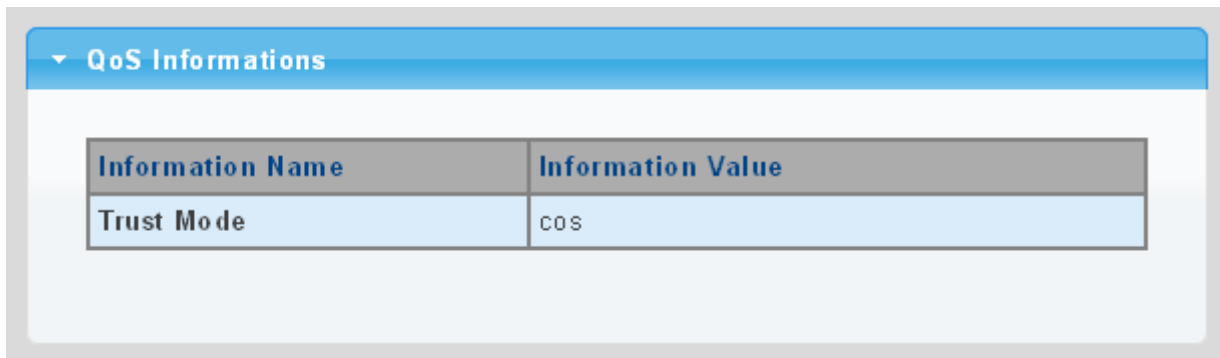 QoS Informations
Information Name Information Value
Trust Mode cos